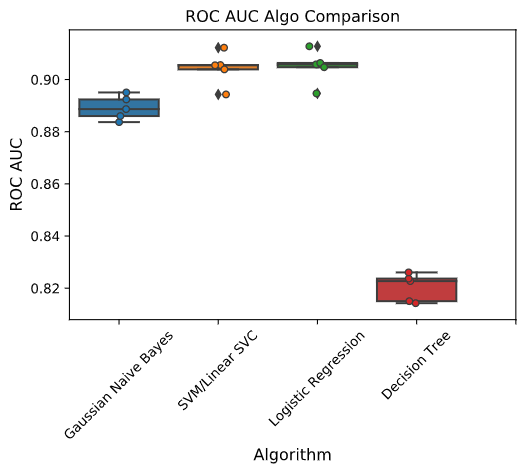 ROC AUC Algo Comparison
ROC AUC
0.90
0.88
0.86
0.84
0.82
Gaussian Naive Bayes
SVM/Linear SVC
Logistic Regression
Decision Tree
Algorithm